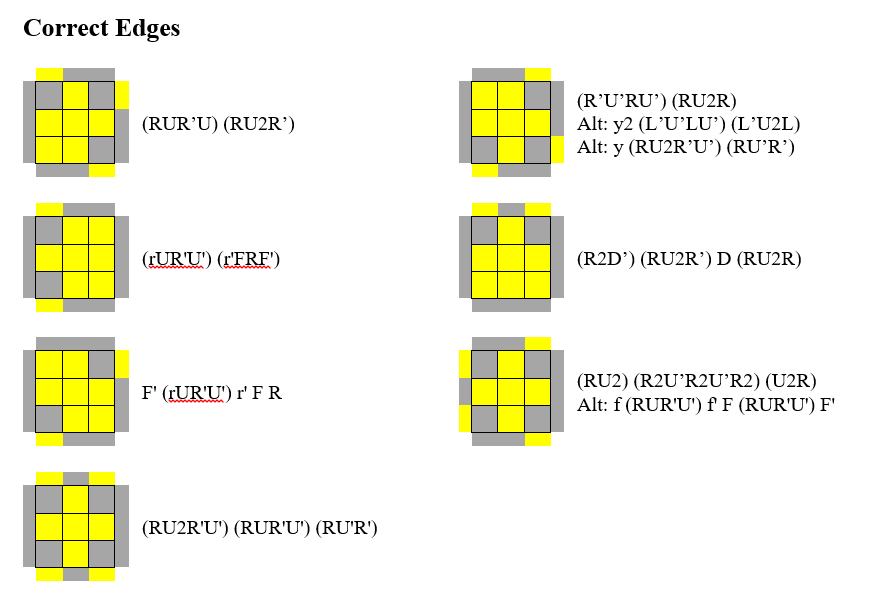 Correct Edges
(RUR’U) (RU2R’)
(R’U’RU’) (RU2R)
Alt: y2 (L’U’LU’) (L’U2L)
Alt: y (RU2R’U’) (RU’R’)
(rUR'U') (r'FRF')
(R2D’) (RU2R’) D (RU2R)
F' (rUR'U') r' F R
(RU2) (R2U’R2U’R2) (U2R)
Alt: f (RUR'U') f' F (RUR'U') F'
(RU2R'U') (RUR'U') (RU'R')